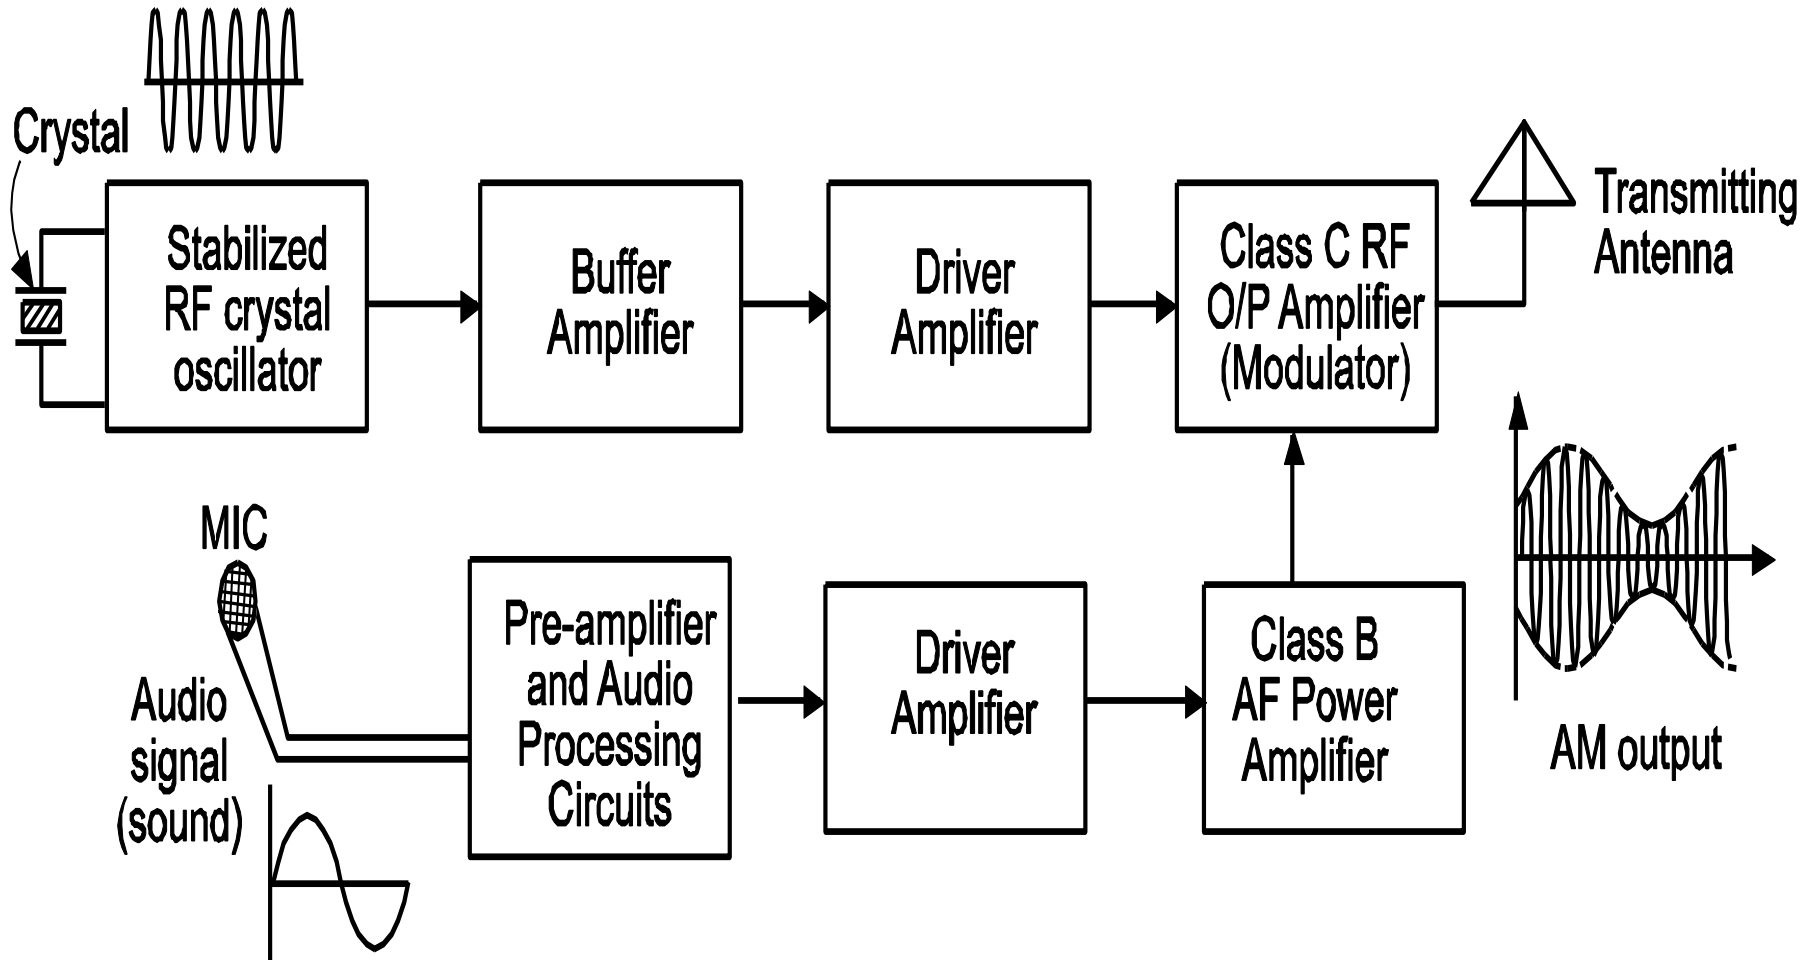 Crystal
Stabilized
RF crystal
oscillator
Buffer
Amplifier
Driver
Amplifier
Class C RF
O/P Amplifier
(Modulator)
Transmitting
Antenna
MIC
Audio
signal
(sound)
Pre-amplifier
and Audio
Processing
Circuits
Driver
Amplifier
Class B
AF Power
Amplifier
AM output